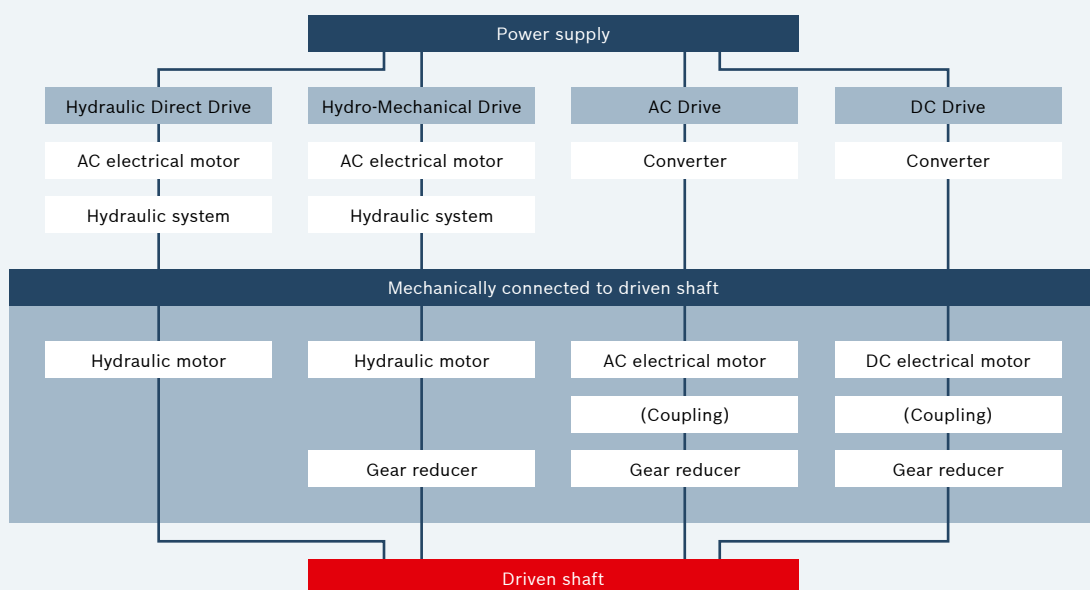 Power supply
Hydraulic Direct Drive
Hydro-Mechanical Drive
AC Drive
DC Drive
AC electrical motor
AC electrical motor
Converter
Converter
Hydraulic system
Hydraulic system
Mechanically connected to driven shaft
Hydraulic motor
Hydraulic motor
AC electrical motor
DC electrical motor
(Coupling)
(Coupling)
Gear reducer
Gear reducer
Gear reducer
Driven shaft